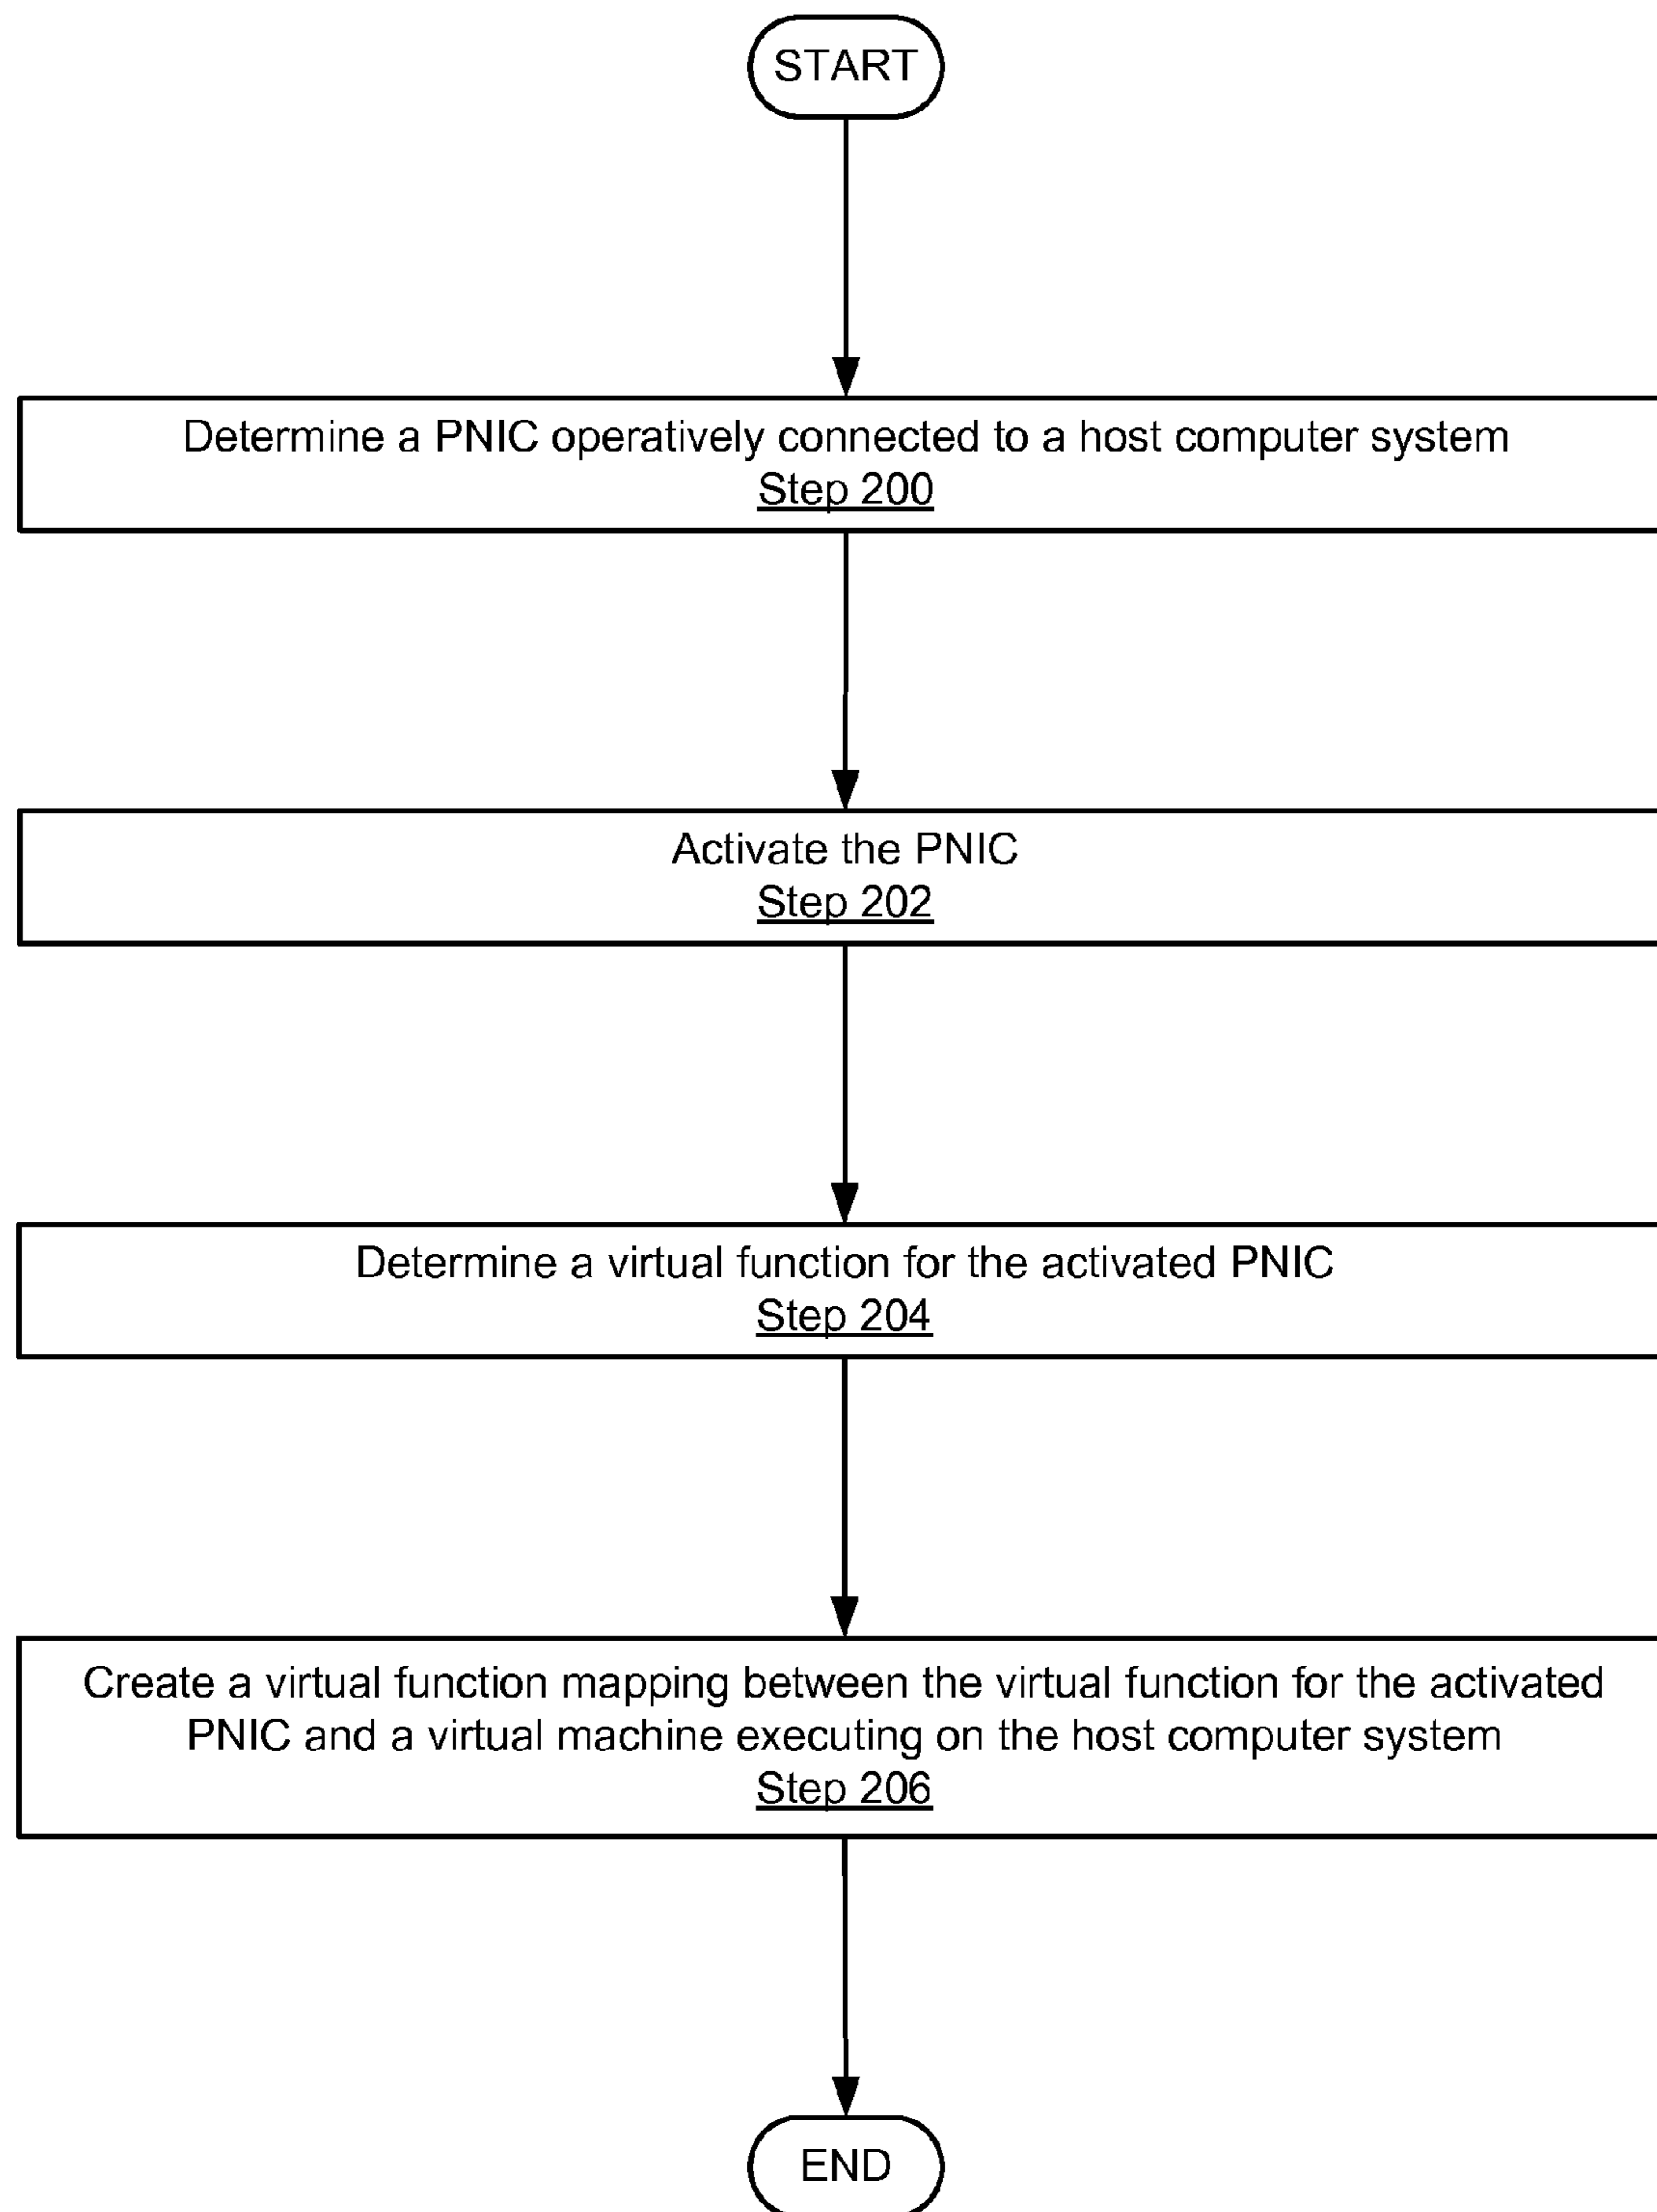 START
Determine a PNIC operatively connected to a host computer system
Step 200
Activate the PNIC
Step 202
Determine a virtual function for the activated PNIC
Step 204
Create a virtual function mapping between the virtual function for the activated
PNIC and a virtual machine executing on the host computer system
Step 206
END